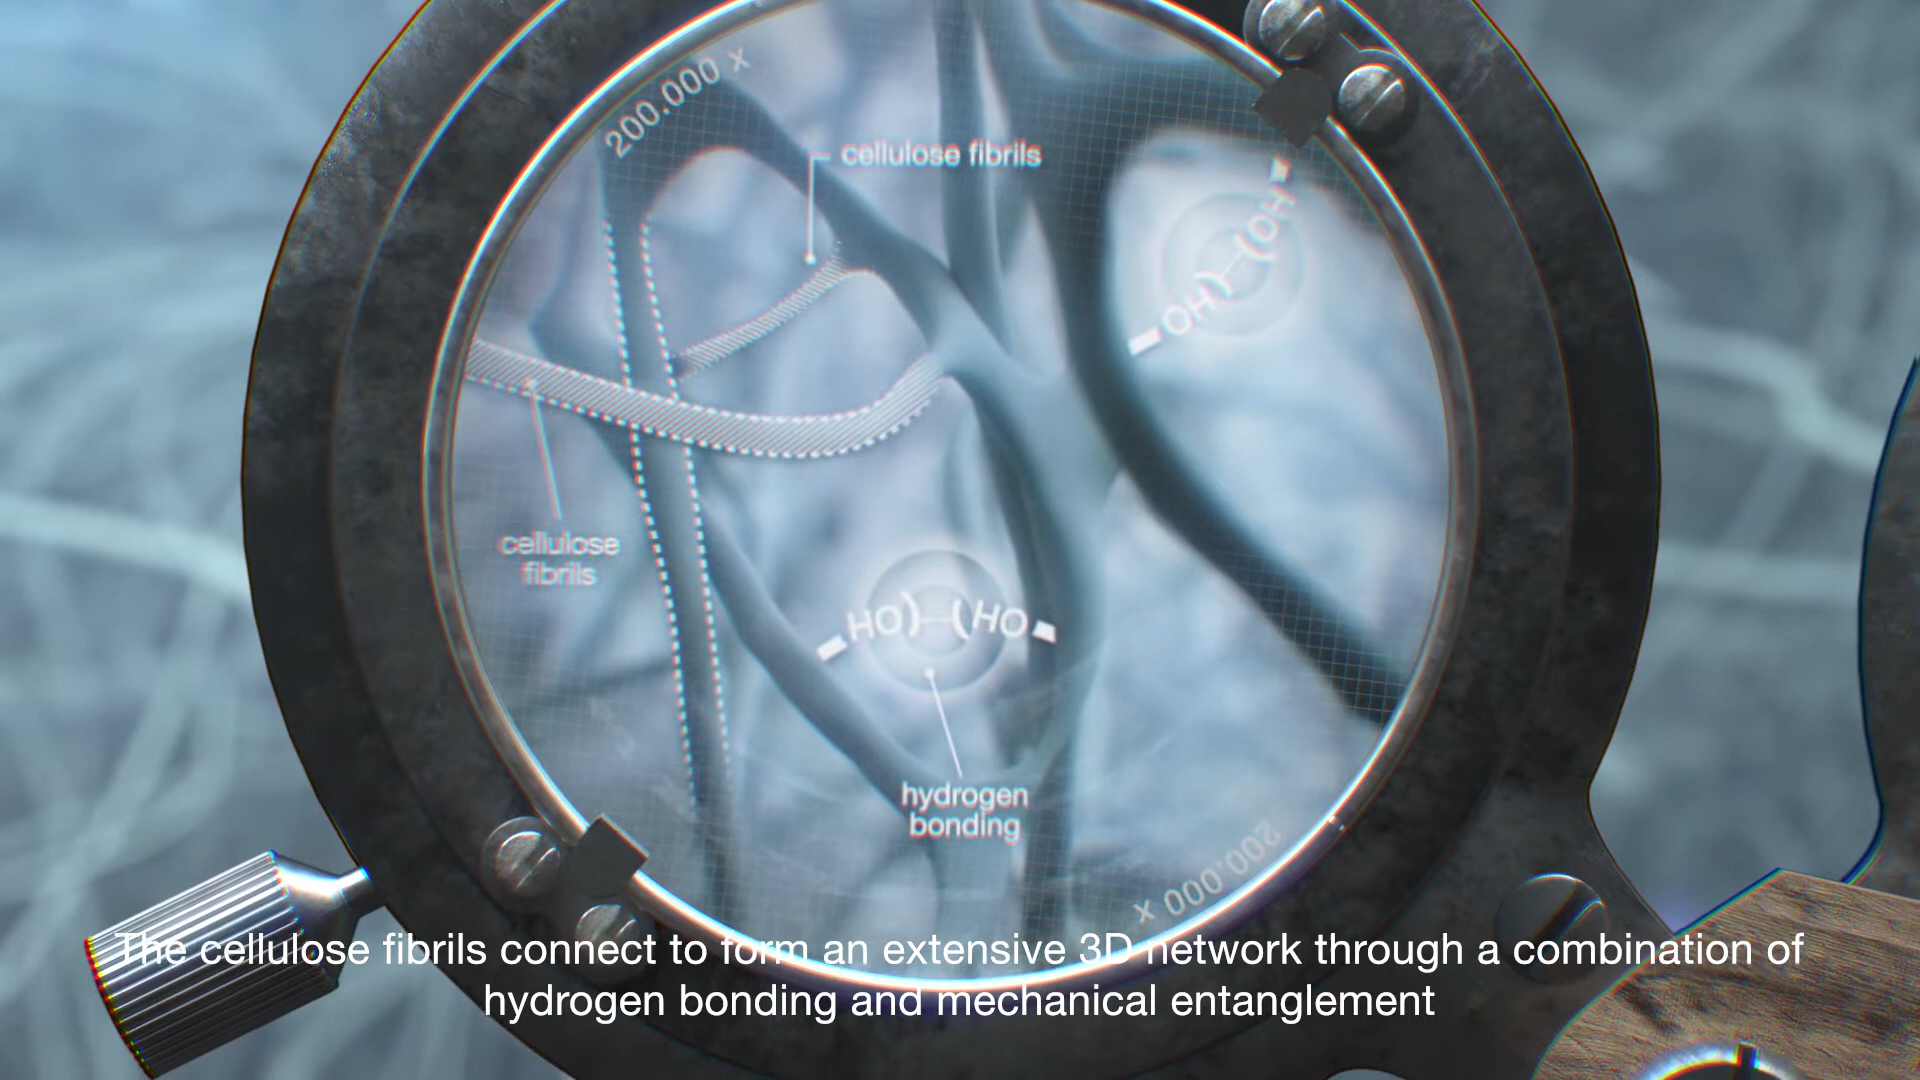 200.000 x
cellulose fibrils
OH) (OH
cellulose
fibrils
HO) (HO
hydrogen
bonding
200.000 x
The cellulose fibrils connect to form an extensive 3D network through a combination of
hydrogen bonding and mechanical entanglement